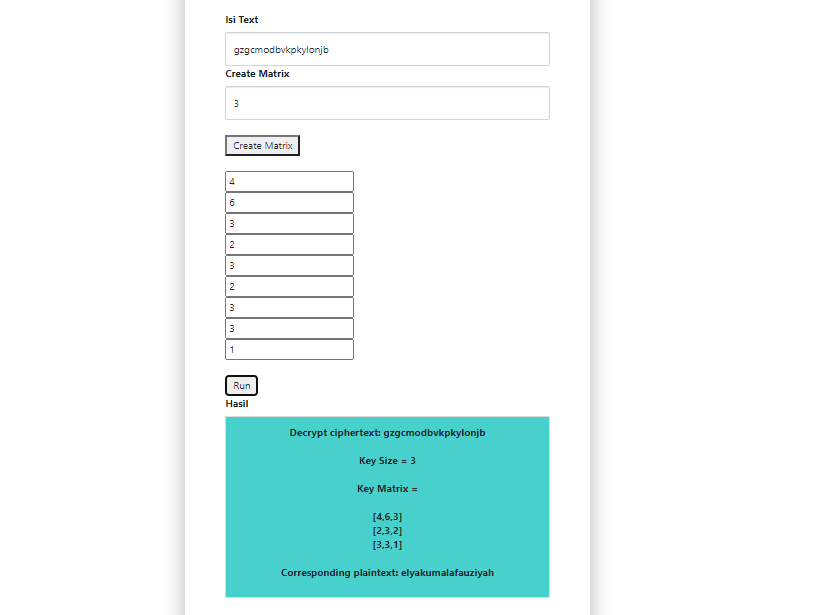 Isi Text
gzgcmodbvkpkylonjb
Create Matrix
3
Create Matrix
4
6
3
2
3
2
3
3
1
Run
Hasil
Decrypt ciphertext: gzgcmodbvkpkylonjb
Key Size = 3
Key Matrix =
[4,6,3]
[2,3,2]
[3,3,1]
Corresponding plaintext: elyakumalafauziyah